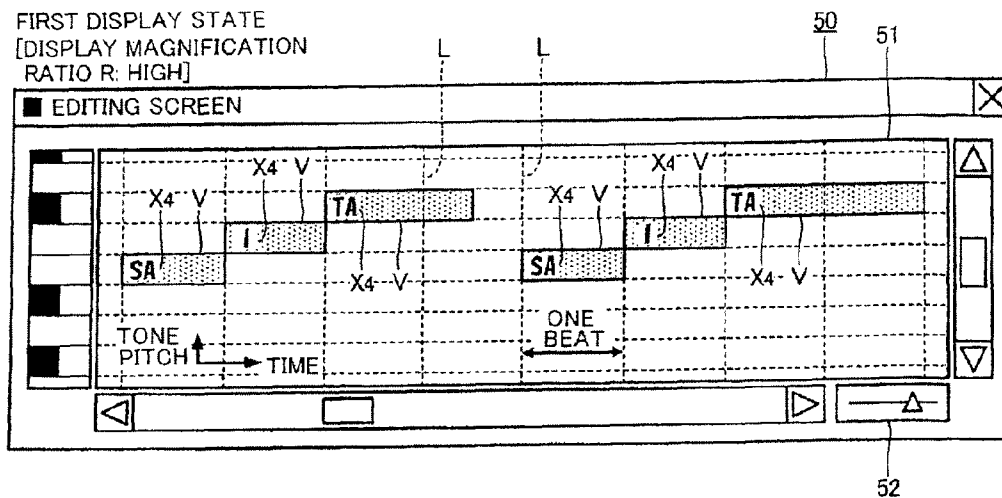 FIRST DISPLAY STATE
[DISPLAY MAGNIFICATION
RATIO R: HIGH]
L
L
50
51
EDITING SCREEN
X4 V
X4 V
X4 V
X4 V
TA
TA
I
I
SA
SA
X4 V
X4 V
TONE
PITCH
TIME
ONE
BEAT
52